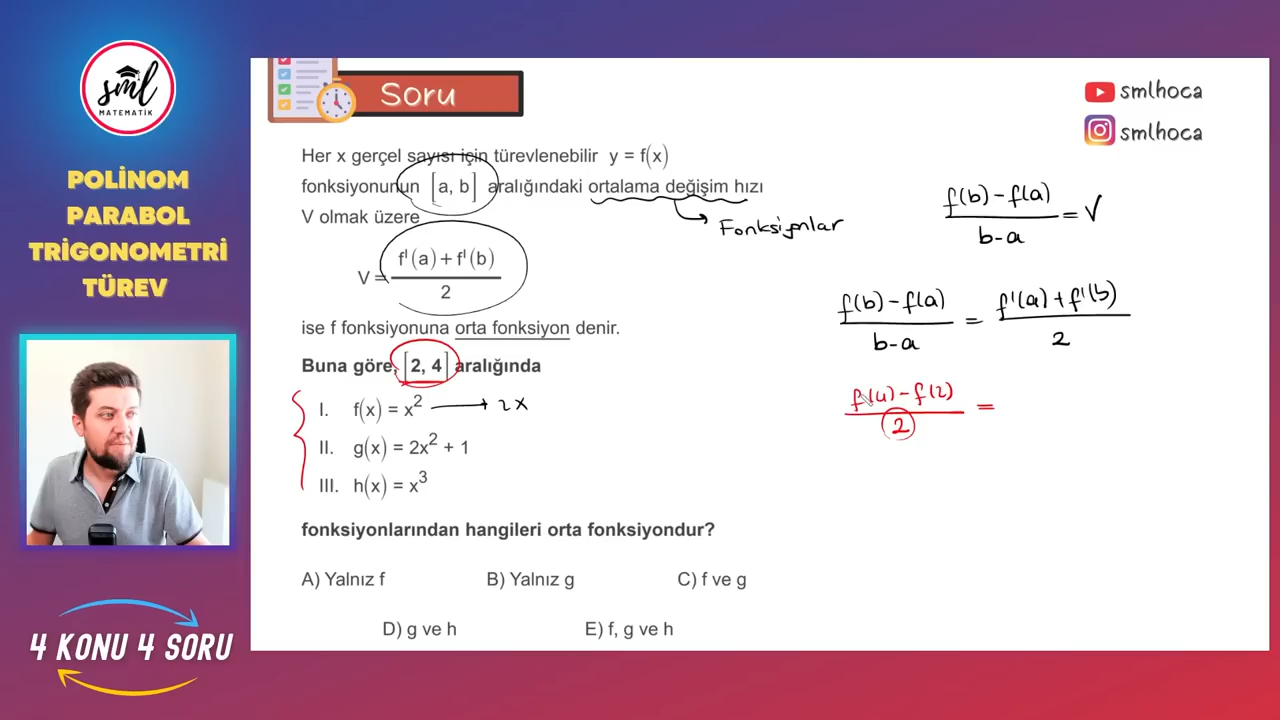 sml
MATEMATIK
POLİNOM
PARABOL
TRİGONOMETRİ
TÜREV
4 KONU 4 SORU
Soru
smlhoca
smlhoca
Her x gerçel sayısı için türevlenebilir y = f(x)
fonksiyonunun [a, b] aralığındaki ortalama değişim hızı
V olmak üzere
Fonksiyonlar
V = f'(a) + f'(b) / 2
ise f fonksiyonuna orta fonksiyon denir.
Buna göre, [2, 4] aralığında
I. f(x) = x² → 2x
II. g(x) = 2x² + 1
III. h(x) = x³
fonksiyonlarından hangileri orta fonksiyondur?
A) Yalnız f B) Yalnız g C) f ve g
D) g ve h E) f, g ve h
f(b) - f(a) / b-a = V
f(b) - f(a) / b-a = f'(a) + f'(b) / 2
f(4) - f(2) / 2 =